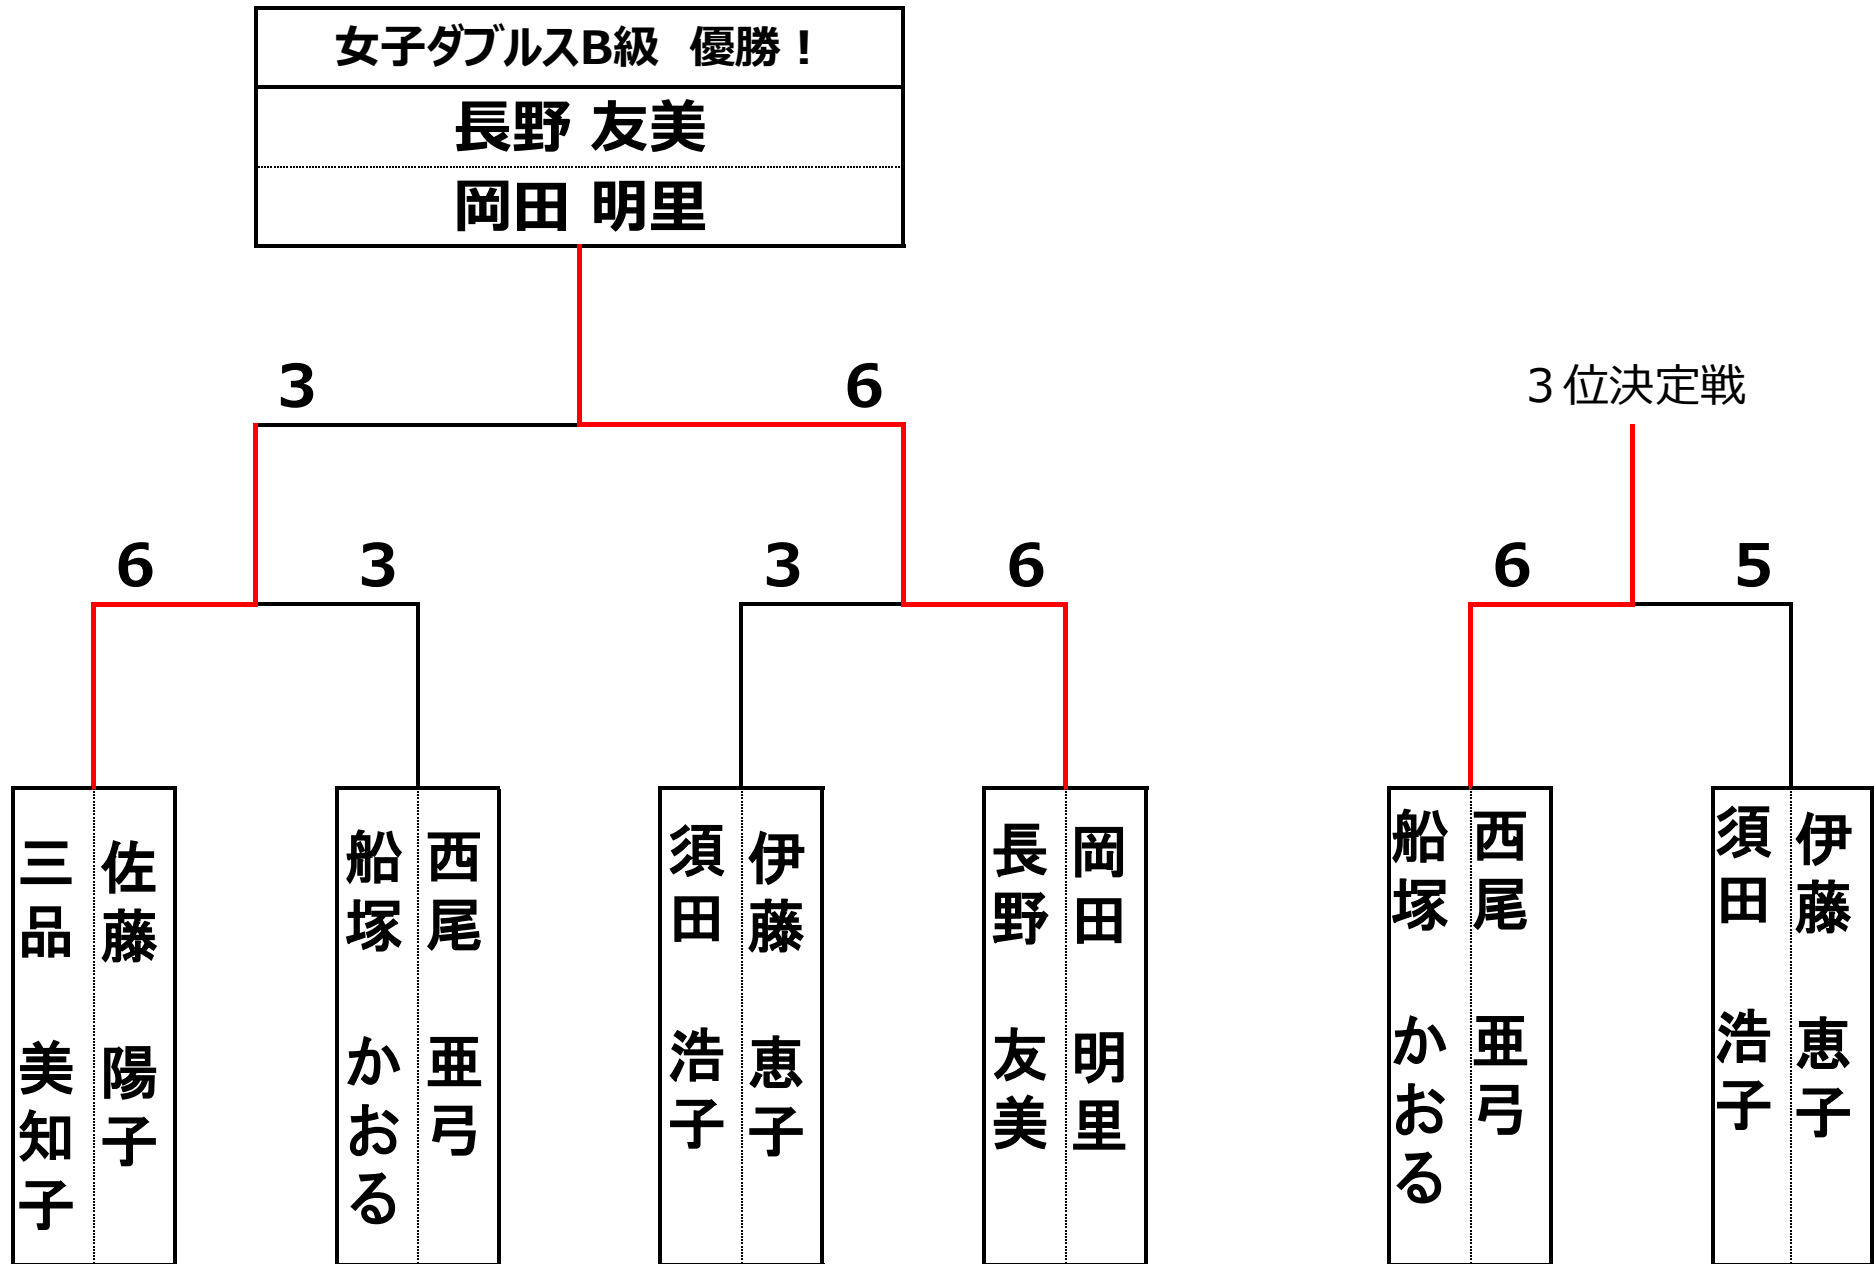 女子ダブルスB級　優勝！
長野 友美
岡田 明里
3
6
３位決定戦
6
3
3
6
6
5
三品　美知子
佐藤　陽子
船塚　かおる
西尾　亜弓
須田　浩子
伊藤　恵子
長野　友美
岡田　明里
船塚　かおる
西尾　亜弓
須田　浩子
伊藤　恵子